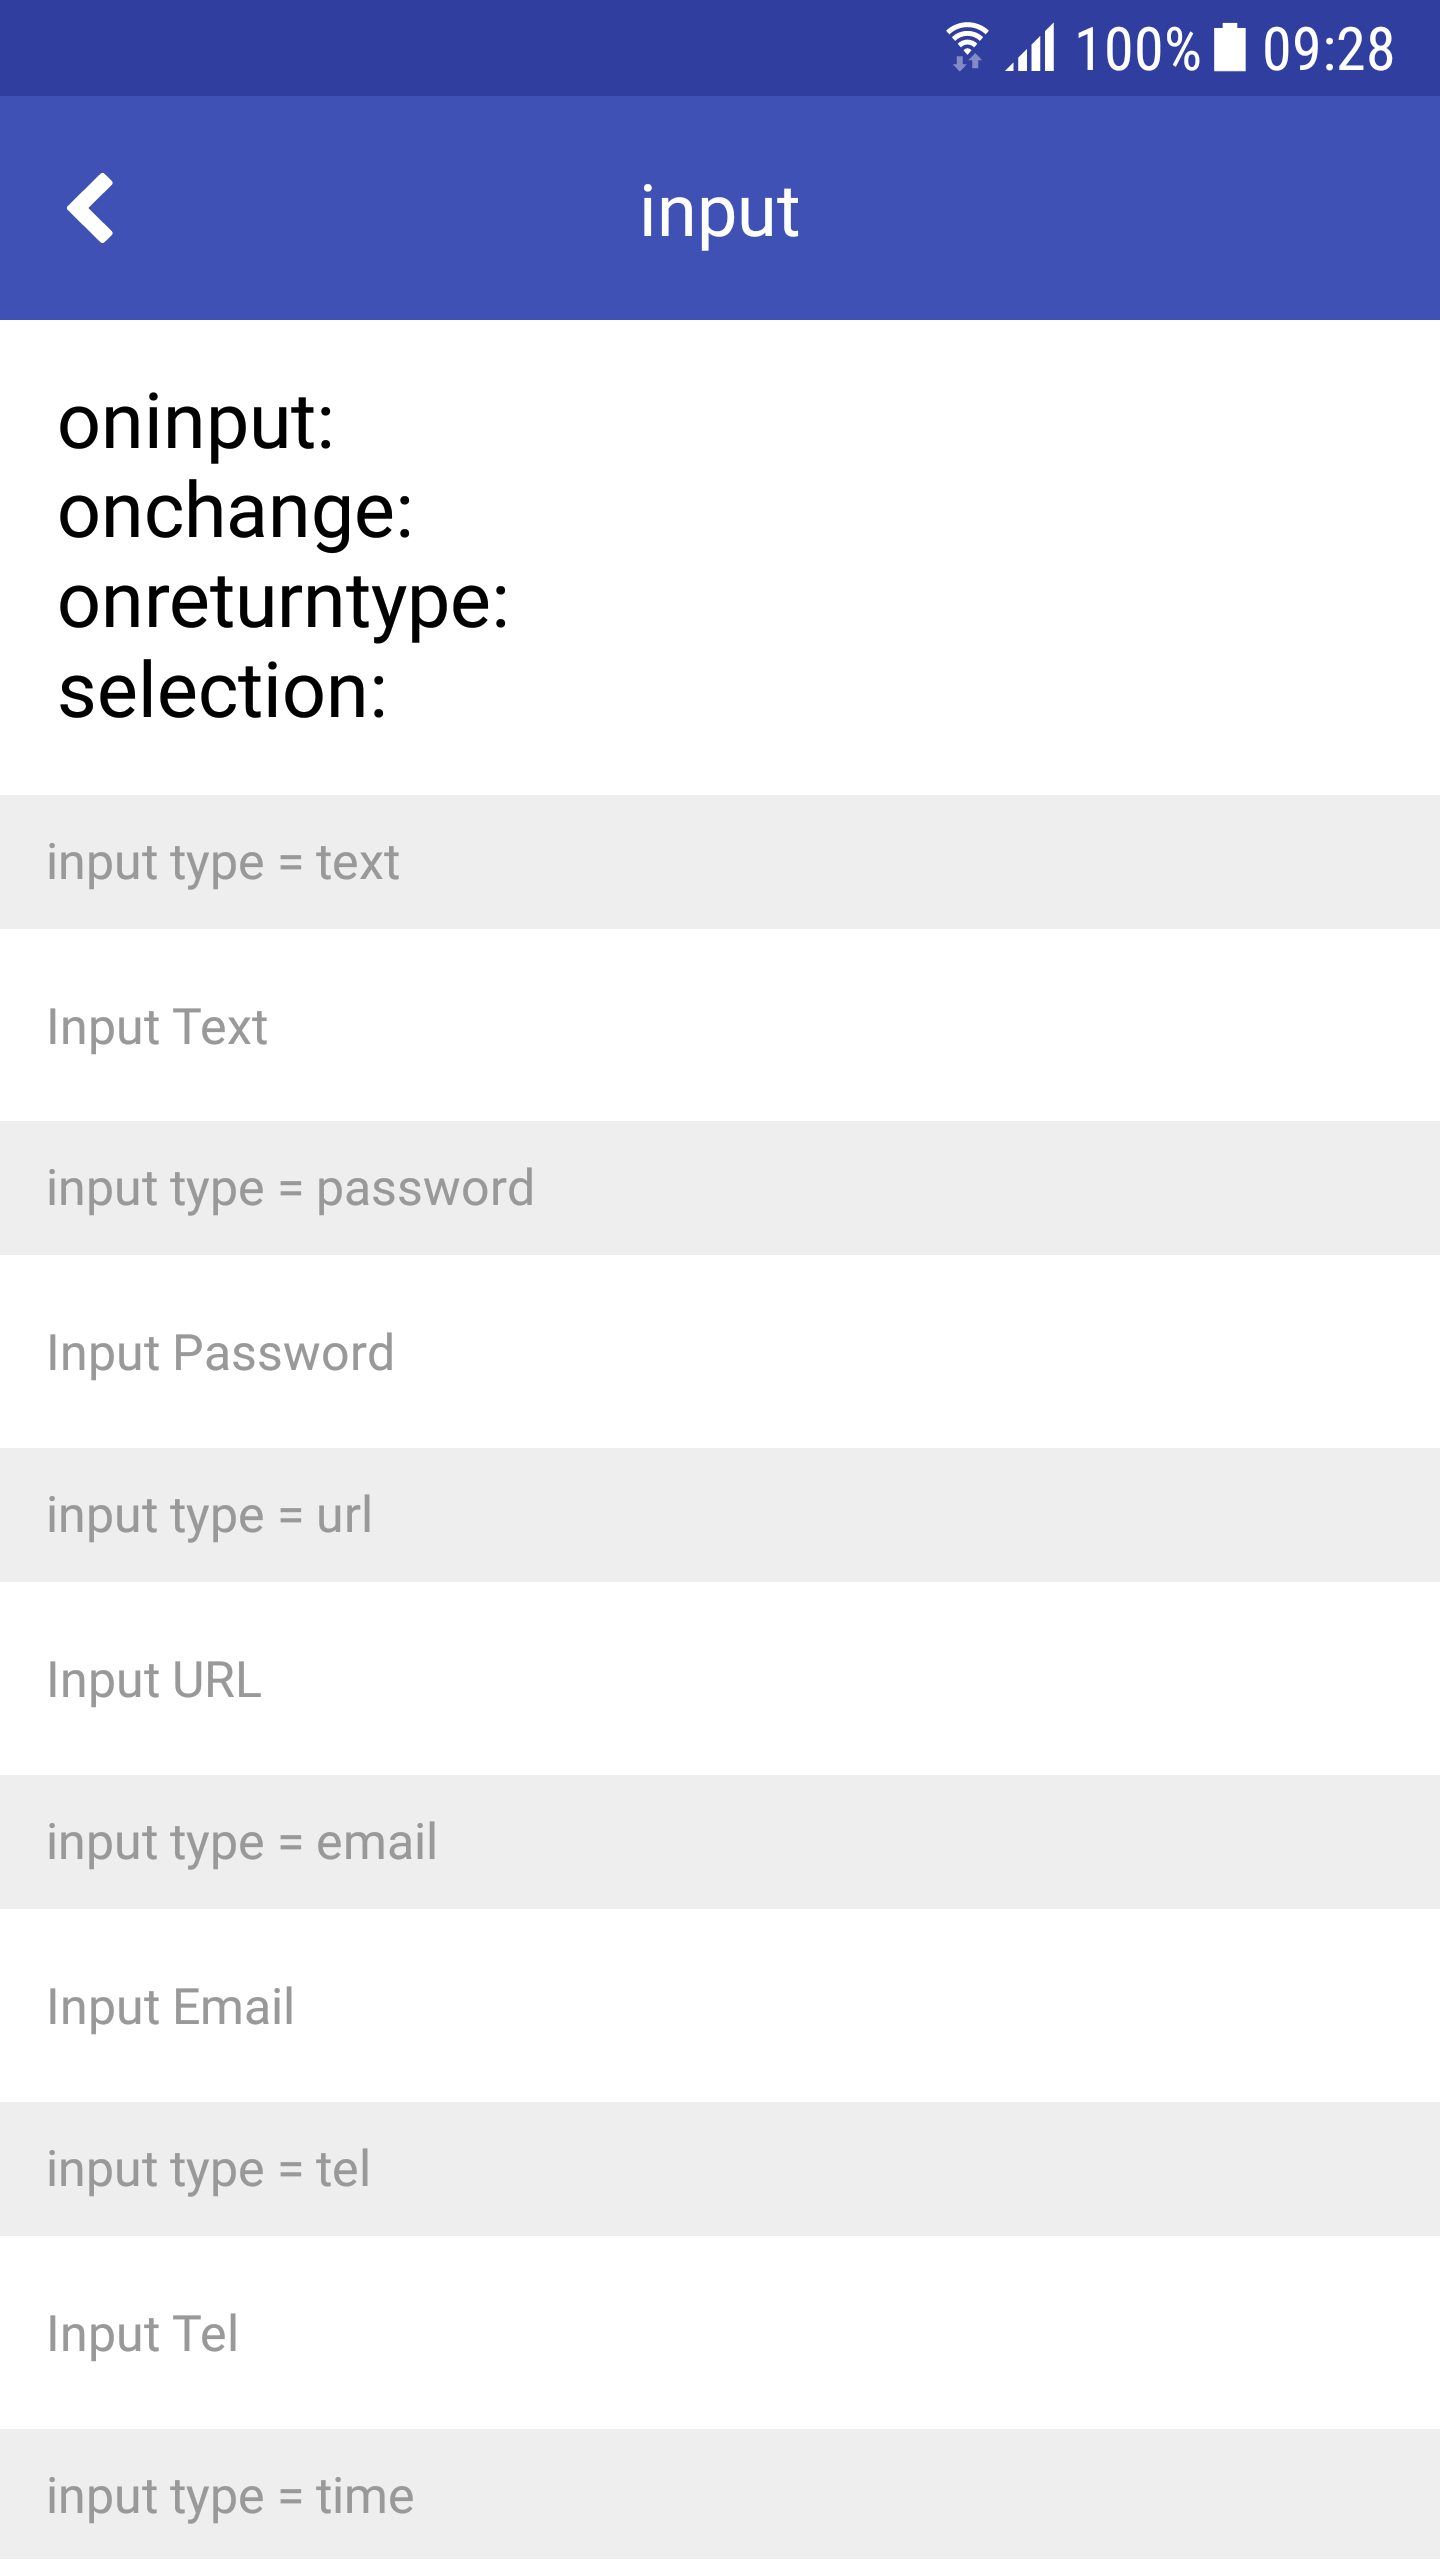 100% 09:28
input
oninput:
onchange:
onreturntype:
selection:
input type = text
Input Text
input type = password
Input Password
input type = url
Input URL
input type = email
Input Email
input type = tel
Input Tel
input type = time